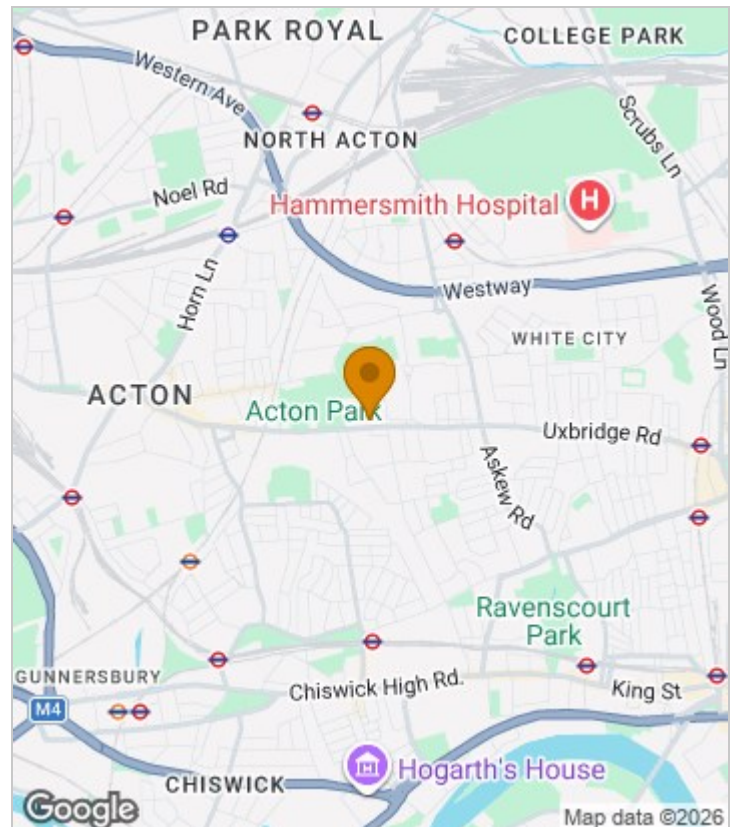 PARK ROYAL
COLLEGE PARK
Western Ave
Scrubs Ln
NORTH ACTON
Noel Rd
Hammersmith Hospital
H
Horn Ln
Westway
Wood Ln
WHITE CITY
ACTON
Acton Park
Uxbridge Rd
Askew Rd
Ravenscourt
Park
GUNNERSBURY
Chiswick High Rd.
King St
M4
Hogarth's House
CHISWICK
Google
Map data ©2026